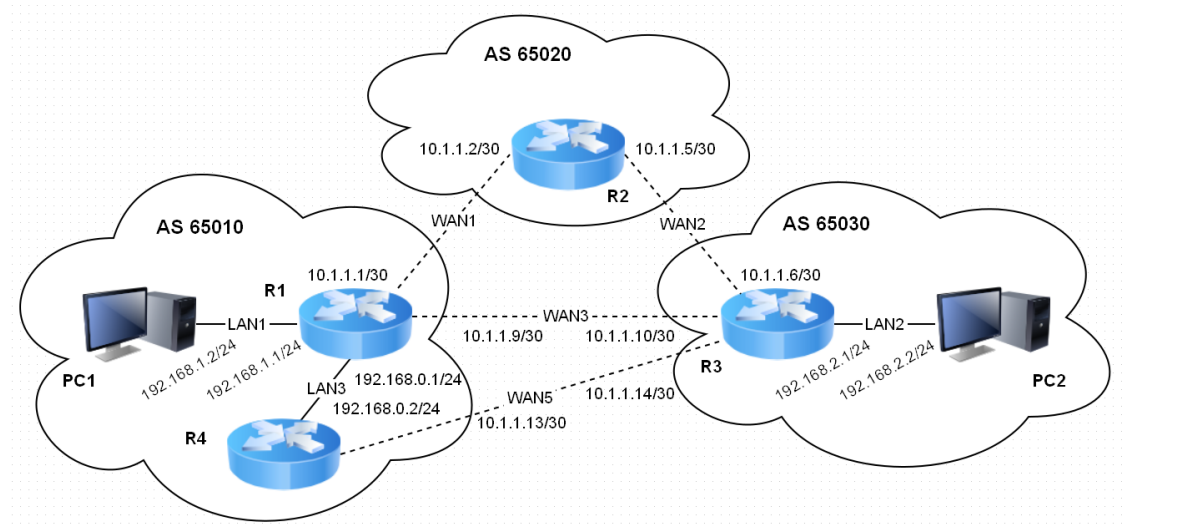 AS 65020
10.1.1.2/30
10.1.1.5/30
R2
WAN1
WAN2
AS 65010
AS 65030
10.1.1.1/30
10.1.1.6/30
R1
LAN1
WAN3
LAN2
10.1.1.9/30
10.1.1.10/30
192.168.1.2/24
192.168.1.1/24
PC1
R3
192.168.2.1/24
192.168.2.2/24
PC2
192.168.0.1/24
LAN3
192.168.0.2/24
WAN5
10.1.1.14/30
10.1.1.13/30
R4